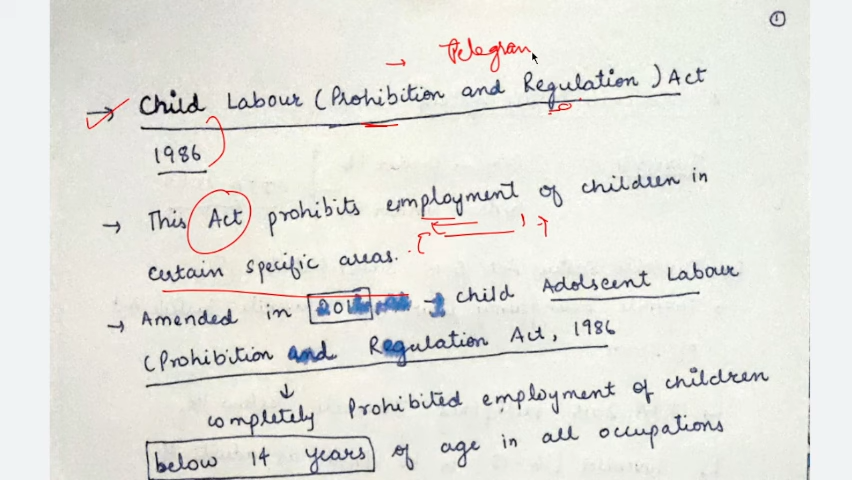 ①
→ Telegram
→ Child Labour (Prohibition and Regulation) Act
1986
→ This Act prohibits employment of children in
certain specific areas.
→ Amended in → child Adolscent Labour
(Prohibition and Regulation Act, 1986
↓
completely Prohibited employment of children
below 14 years of age in all occupations